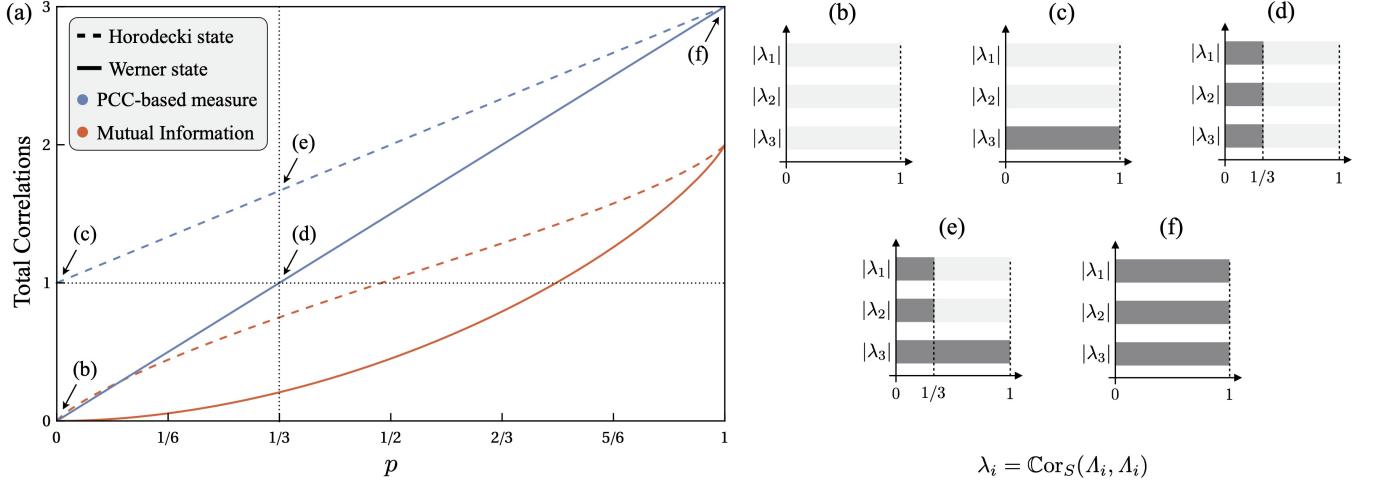 (a)
3
2
1
0
Total Correlations
Horodecki state
Werner state
PCC-based measure
Mutual Information
(f)
(e)
(c)
(d)
(b)
0
1/6
1/3
1/2
2/3
5/6
1
p
(b)
|λ1|
|λ2|
|λ3|
0
1
(c)
|λ1|
|λ2|
|λ3|
0
1
(d)
|λ1|
|λ2|
|λ3|
0
1/3
1
(e)
|λ1|
|λ2|
|λ3|
0
1/3
1
(f)
|λ1|
|λ2|
|λ3|
0
1
λᵢ = ℂorS(Λᵢ, Λᵢ)